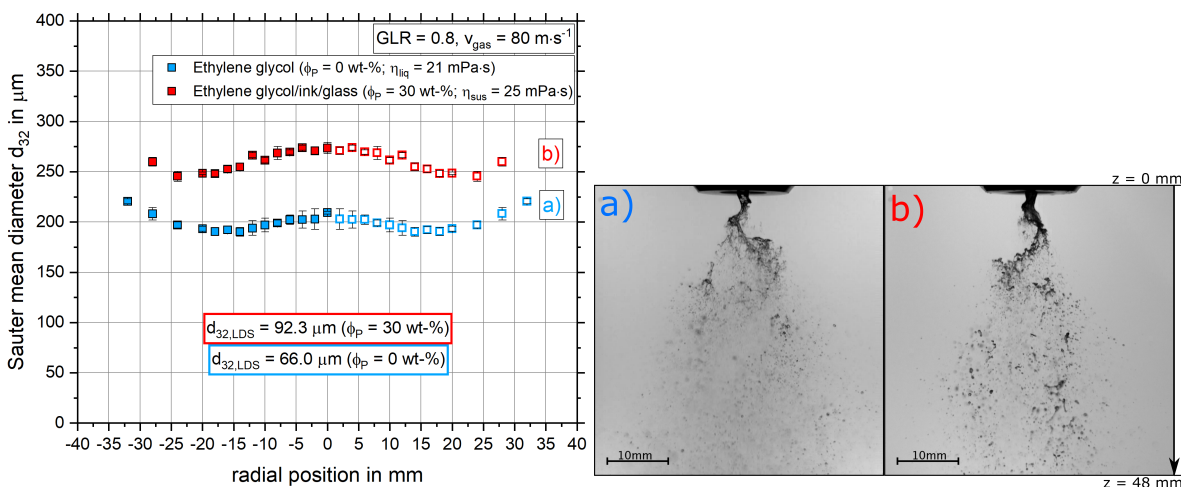 GLR = 0.8, v_gas = 80 m·s⁻¹
Ethylene glycol (ϕ_P = 0 wt-%; η_liq = 21 mPa·s)
Ethylene glycol/ink/glass (ϕ_P = 30 wt-%; η_sus = 25 mPa·s)
Sauter mean diameter d₃₂ in μm
400
350
300
250
200
150
100
50
0
b)
a)
d_32,LDS = 92.3 μm (ϕ_P = 30 wt-%)
d_32,LDS = 66.0 μm (ϕ_P = 0 wt-%)
-40 -35 -30 -25 -20 -15 -10 -5 0 5 10 15 20 25 30 35 40
radial position in mm
z = 0 mm
a)
b)
10mm
10mm
z = 48 mm